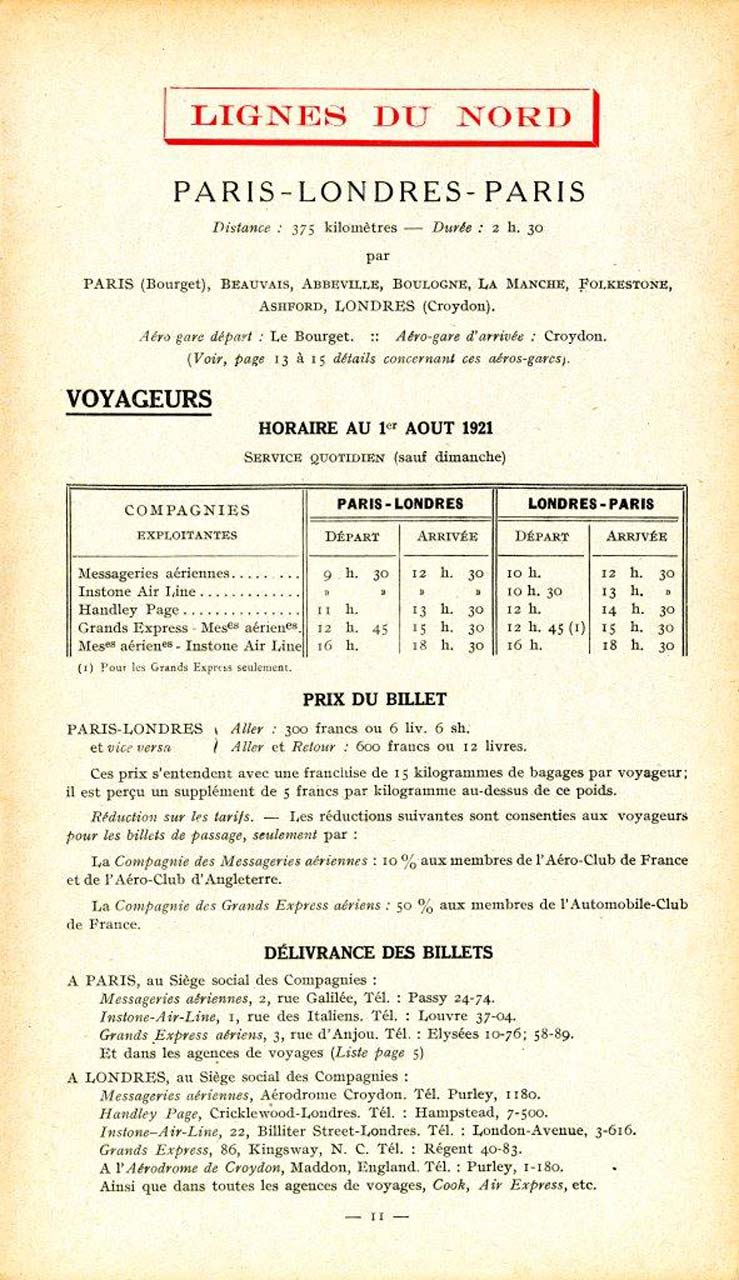 LIGNES DU NORD
PARIS-LONDRES-PARIS
Distance : 375 kilomètres — Durée : 2 h. 30
par
PARIS (Bourget), BEAUVAIS, ABBEVILLE, BOULOGNE, LA MANCHE, FOLKESTONE,
ASHFORD, LONDRES (Croydon).
Aéro gare départ : Le Bourget. :: Aéro-gare d'arrivée : Croydon.
(Voir, page 13 à 15 détails concernant ces aéros-gares).
VOYAGEURS
HORAIRE AU 1er AOUT 1921
SERVICE QUOTIDIEN (sauf dimanche)
COMPAGNIES EXPLOITANTES PARIS-LONDRES LONDRES-PARIS
DÉPART ARRIVÉE DÉPART ARRIVÉE
Messageries aériennes......... 9 h. 30 12 h. 30 10 h. 12 h. 30
Instone Air Line............. » » » » 10 h. 30 13 h. »
Handley Page............... 11 h. 13 h. 30 12 h. 14 h. 30
Grands Express - Meses aérienes. 12 h. 45 15 h. 30 12 h. 45 (1) 15 h. 30
Meses aérienes - Instone Air Line 16 h. 18 h. 30 16 h. 18 h. 30
(1) Pour les Grands Express seulement.
PRIX DU BILLET
PARIS-LONDRES Aller : 300 francs ou 6 liv. 6 sh.
et vice versa Aller et Retour : 600 francs ou 12 livres.
Ces prix s'entendent avec une franchise de 15 kilogrammes de bagages par voyageur;
il est perçu un supplément de 5 francs par kilogramme au-dessus de ce poids.
Réduction sur les tarifs. — Les réductions suivantes sont consenties aux voyageurs
pour les billets de passage, seulement par :
La Compagnie des Messageries aériennes : 10 % aux membres de l'Aéro-Club de France
et de l'Aéro-Club d'Angleterre.
La Compagnie des Grands Express aériens : 50 % aux membres de l'Automobile-Club
de France.
DÉLIVRANCE DES BILLETS
A PARIS, au Siège social des Compagnies :
Messageries aériennes, 2, rue Galilée, Tél. : Passy 24-74.
Instone-Air-Line, 1, rue des Italiens. Tél. : Louvre 37-04.
Grands Express aériens, 3, rue d'Anjou. Tél. : Elysées 10-76; 58-89.
Et dans les agences de voyages (Liste page 5)
A LONDRES, au Siège social des Compagnies :
Messageries aériennes, Aérodrome Croydon. Tél. Purley, 1180.
Handley Page, Cricklewood-Londres. Tél. : Hampstead, 7-500.
Instone-Air-Line, 22, Billiter Street-Londres. Tél. : London-Avenue, 3-616.
Grands Express, 86, Kingsway, N. C. Tél. : Régent 40-83.
A l'Aérodrome de Croydon, Maddon, England. Tél. : Purley, 1-180.
Ainsi que dans toutes les agences de voyages, Cook, Air Express, etc.
— 11 —